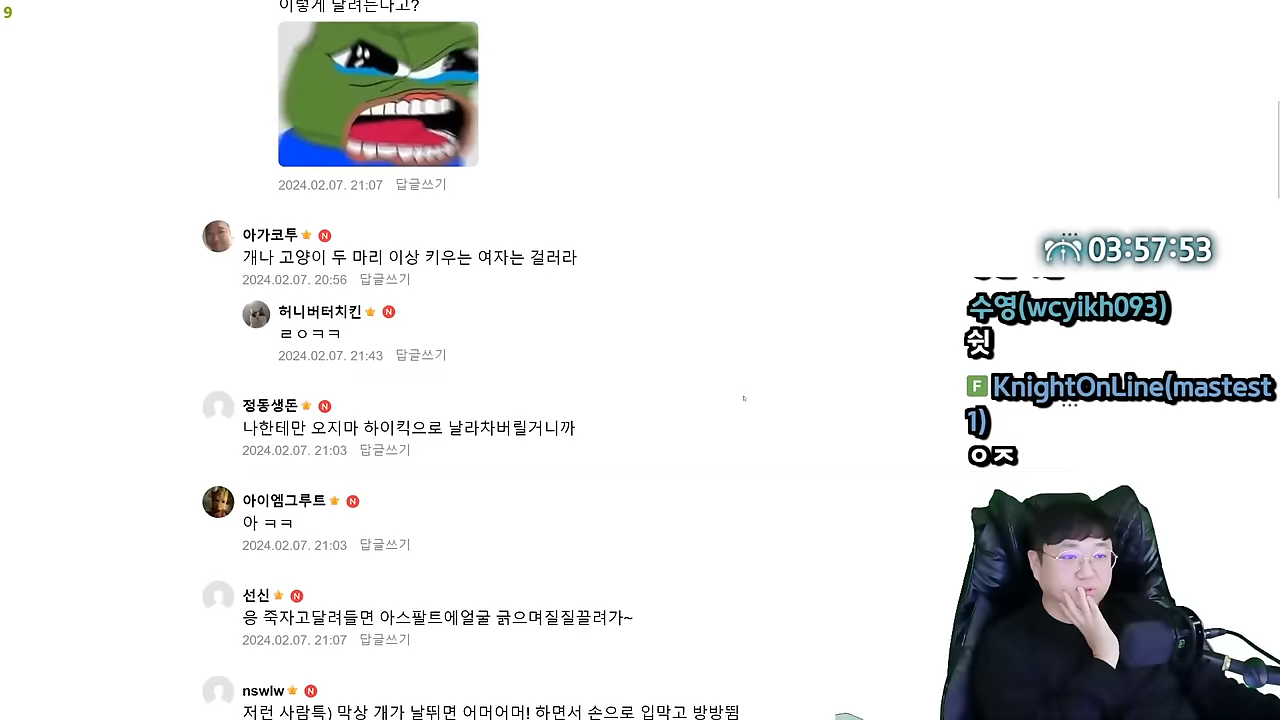 9
이렇게 달려든다고?
2024.02.07. 21:07 답글쓰기
아가코투 N
개나 고양이 두 마리 이상 키우는 여자는 걸러라
2024.02.07. 20:56 답글쓰기
허니버터치킨 N
ㄹㅇㅋㅋ
2024.02.07. 21:43 답글쓰기
정동생돈 N
나한테만 오지마 하이킥으로 날라차버릴거니까
2024.02.07. 21:03 답글쓰기
아이엠그루트 N
아 ㅋㅋ
2024.02.07. 21:03 답글쓰기
선신 N
응 죽자고달려들면 아스팔트에얼굴 긁으며질질끌려가~
2024.02.07. 21:07 답글쓰기
nswlw N
저런 사람특) 막상 개가 날뛰면 어머어머! 하면서 손으로 입막고 방방뜀
03:57:53
수영(wcyikh093)
쉿
F KnightOnLine(mastest
1)
ㅇㅈ